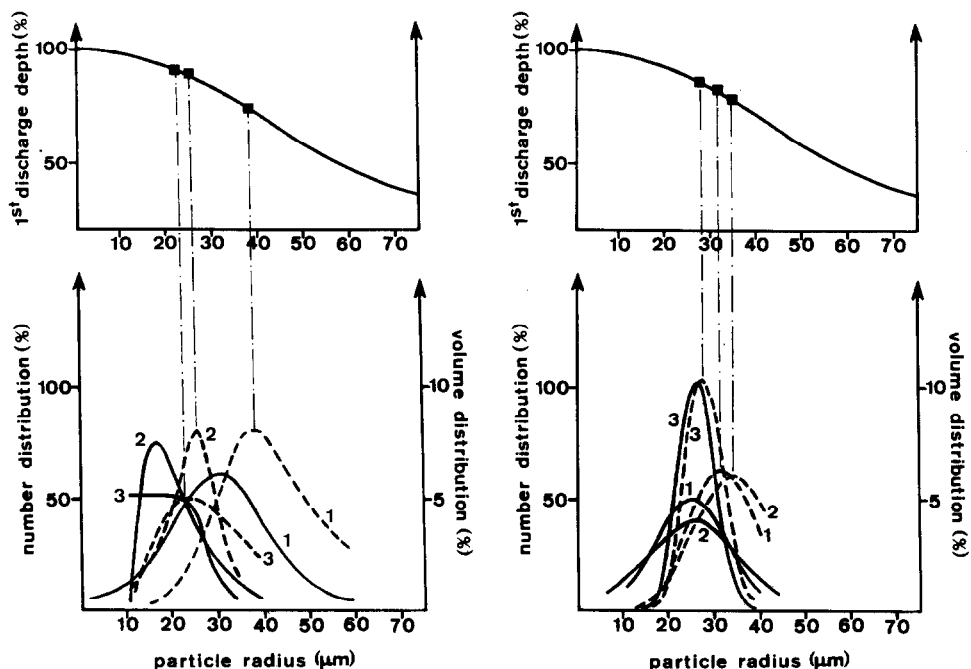 1st discharge depth (%)
100
50
10 20 30 40 50 60 70
1st discharge depth (%)
100
50
10 20 30 40 50 60 70
number distribution (%)
100
50
volume distribution (%)
10
5
2
2
3
1
3
1
10 20 30 40 50 60 70
particle radius (μm)
number distribution (%)
100
50
volume distribution (%)
10
5
3
3
1
2
2
1
10 20 30 40 50 60 70
particle radius (μm)